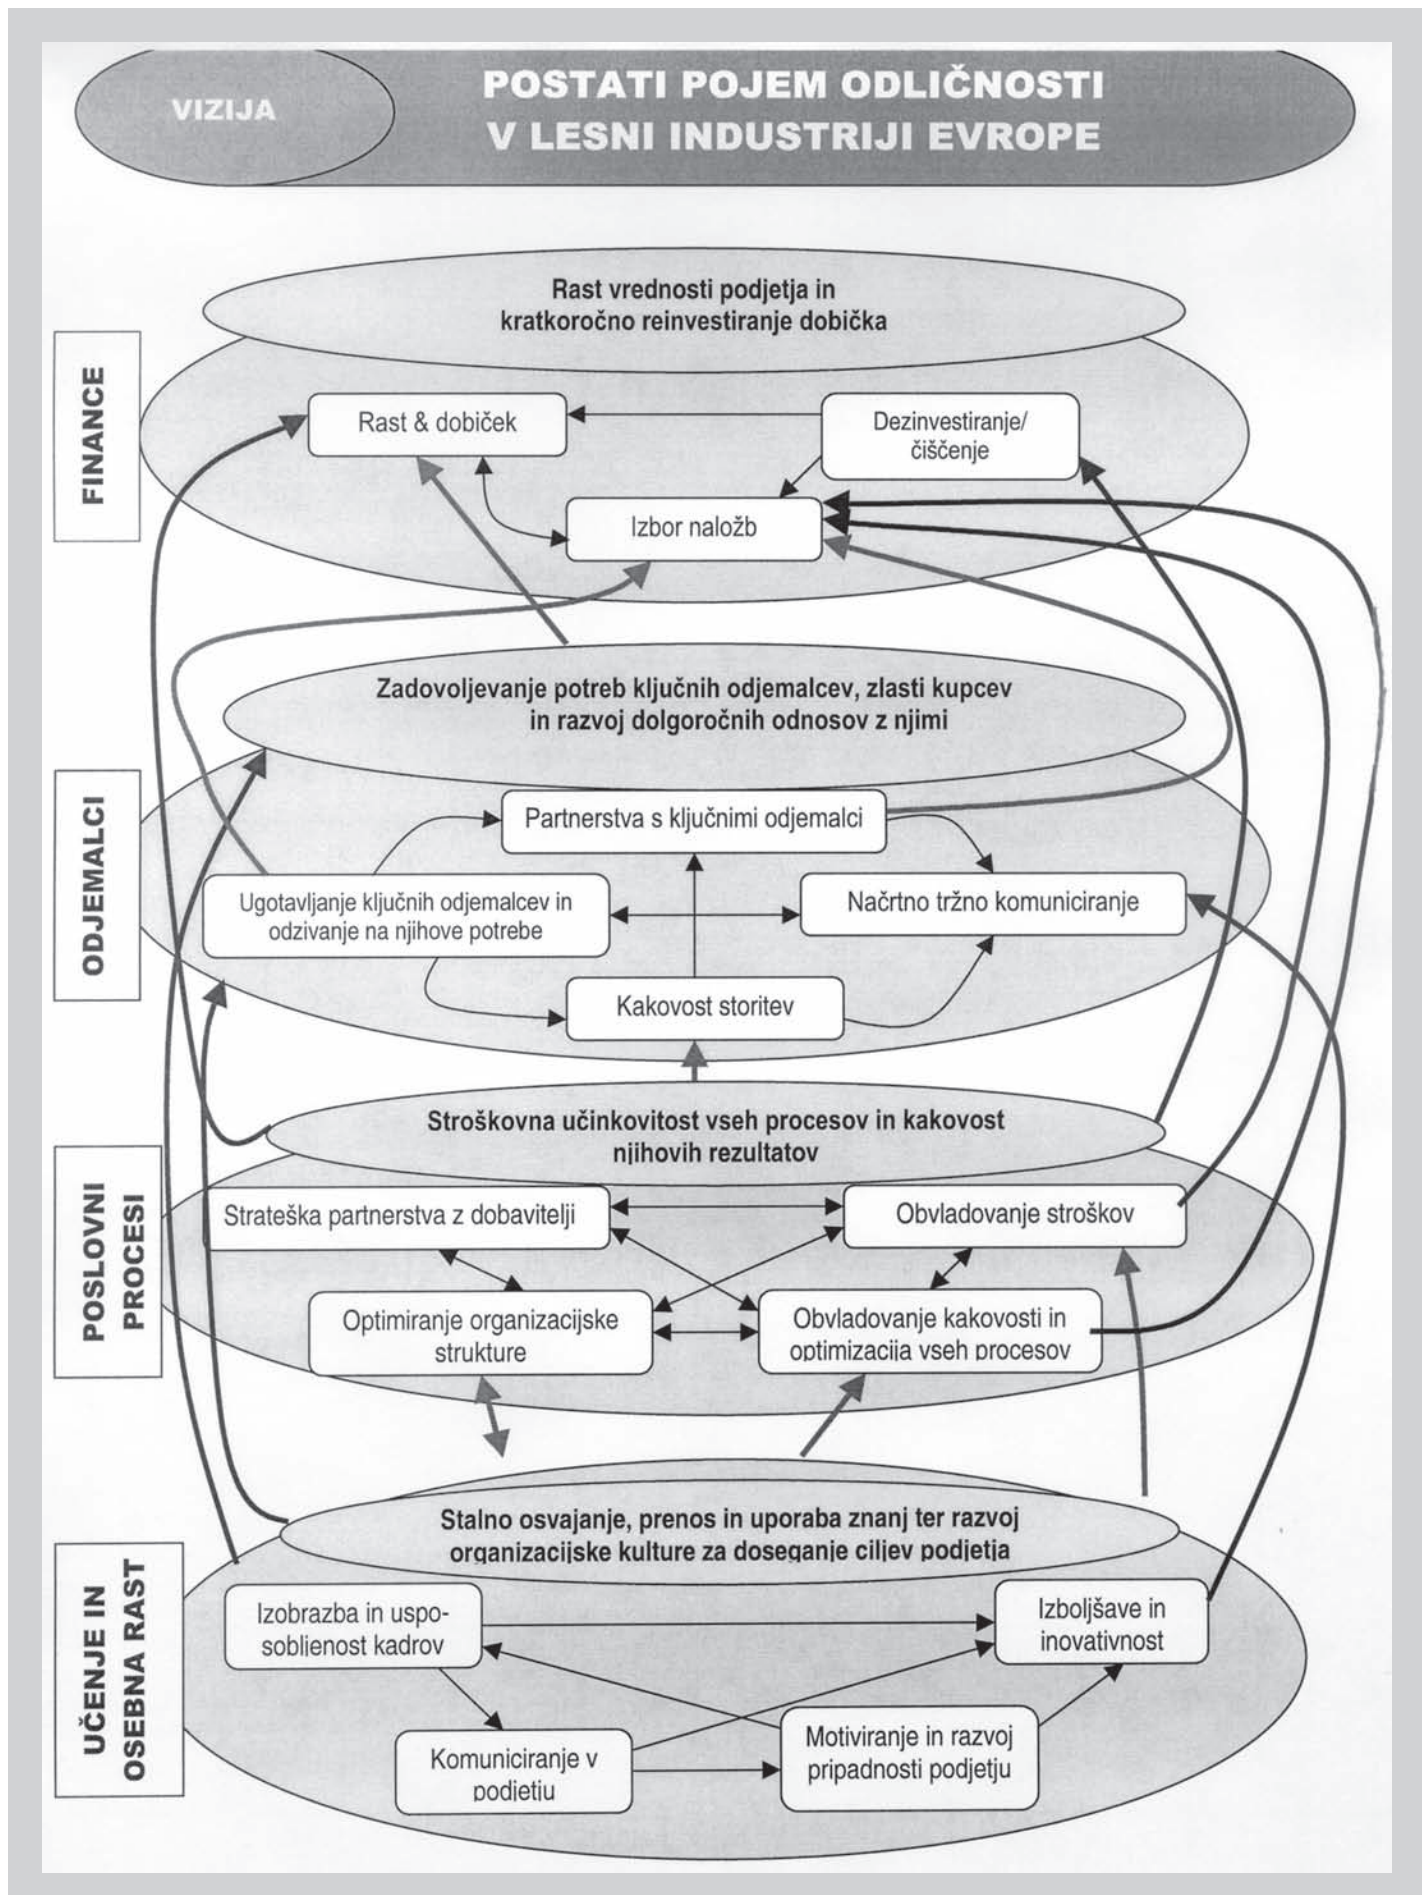 VIZIJA
POSTATI POJEM ODLIČNOSTI
V LESNI INDUSTRIJI EVROPE
Rast vrednosti podjetja in
kratkoročno reinvestiranje dobička
FINANCE
Rast & dobiček
Dezinvestiranje/
čiščenje
Izbor naložb
Zadovoljevanje potreb ključnih odjemalcev, zlasti kupcev
in razvoj dolgoročnih odnosov z njimi
ODJEMALCI
Partnerstva s ključnimi odjemalci
Ugotavljanje ključnih odjemalcev in
odzivanje na njihove potrebe
Načrtno tržno komuniciranje
Kakovost storitev
Stroškovna učinkovitost vseh procesov in kakovost
njihovih rezultatov
POSLOVNI
PROCESI
Strateška partnerstva z dobavitelji
Obvladovanje stroškov
Optimiranje organizacijske
strukture
Obvladovanje kakovosti in
optimizacija vseh procesov
Stalno osvajanje, prenos in uporaba znanj ter razvoj
organizacijske kulture za doseganje ciljev podjetja
UČENJE IN
OSEBNA RAST
Izobrazba in uspo-
sobljenost kadrov
Izboljšave in
inovativnost
Komuniciranje v
podjetju
Motiviranje in razvoj
pripadnosti podjetju